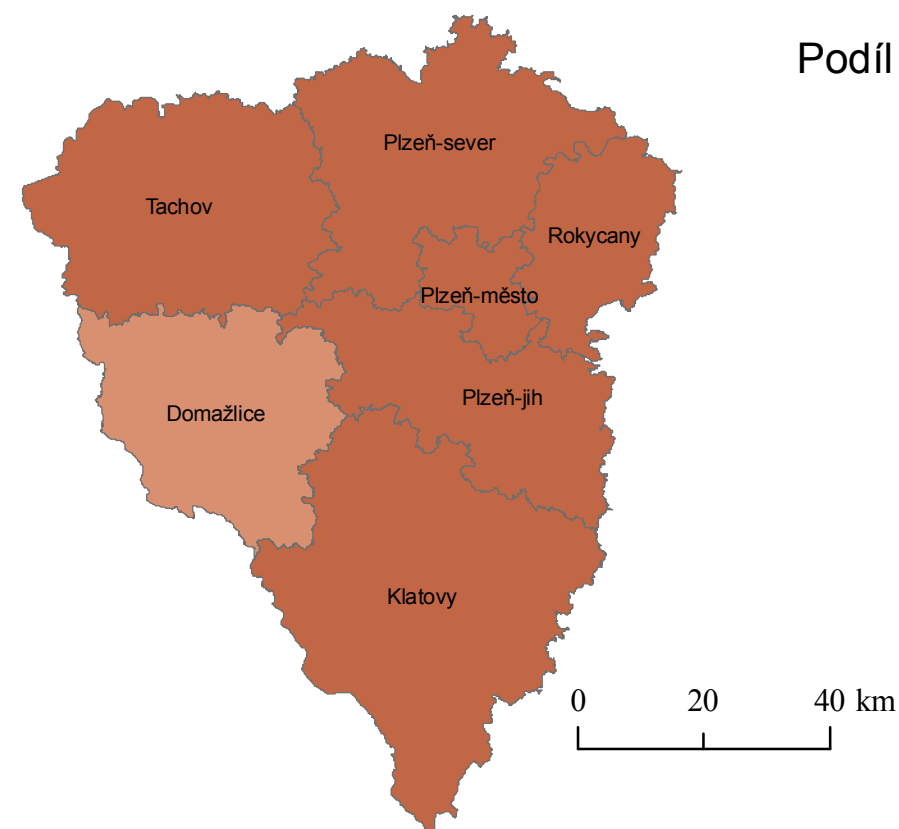 Podíl
Plzeň-sever
Tachov
Rokycany
Plzeň-město
Plzeň-jih
Domažlice
Klatovy
0 20 40 km